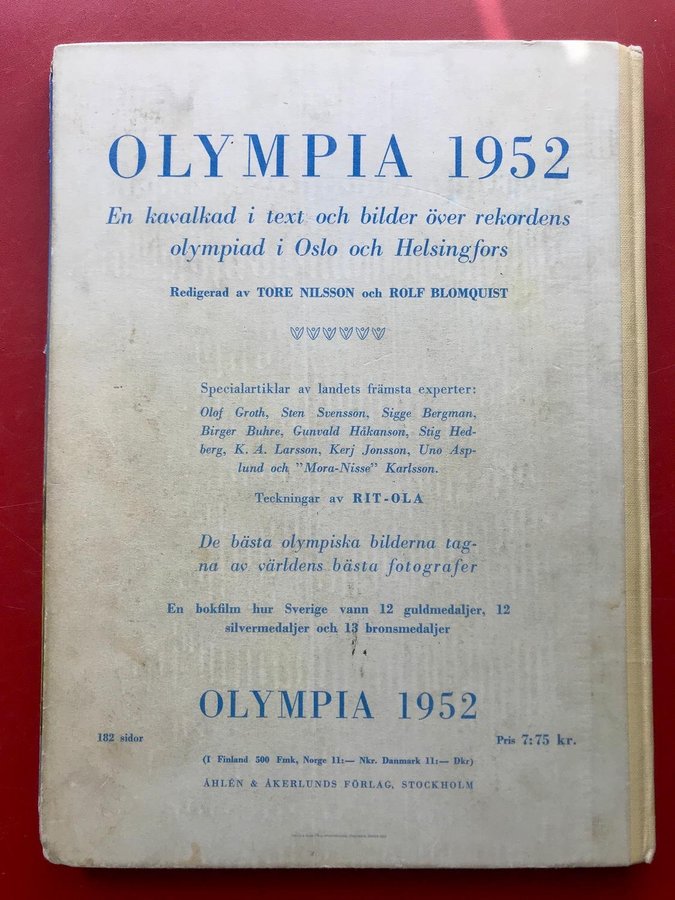 OLYMPIA 1952
En kavalkad i text och bilder över rekordens
olympiad i Oslo och Helsingfors
Redigerad av TORE NILSSON och ROLF BLOMQUIST
Specialartiklar av landets främsta experter:
Olof Groth, Sten Svensson, Sigge Bergman,
Birger Buhre, Gunvald Håkanson, Stig Hed-
berg, K. A. Larsson, Kerj Jonsson, Uno Asp-
lund och "Mora-Nisse" Karlsson.
Teckningar av RIT-OLA
De bästa olympiska bilderna tag-
na av världens bästa fotografer
En bokfilm hur Sverige vann 12 guldmedaljer, 12
silvermedaljer och 13 bronsmedaljer
OLYMPIA 1952
182 sidor
Pris 7:75 kr.
(I Finland 500 Fmk, Norge 11:— Nkr. Danmark 11:— Dkr)
ÅHLÉN & ÅKERLUNDS FÖRLAG, STOCKHOLM